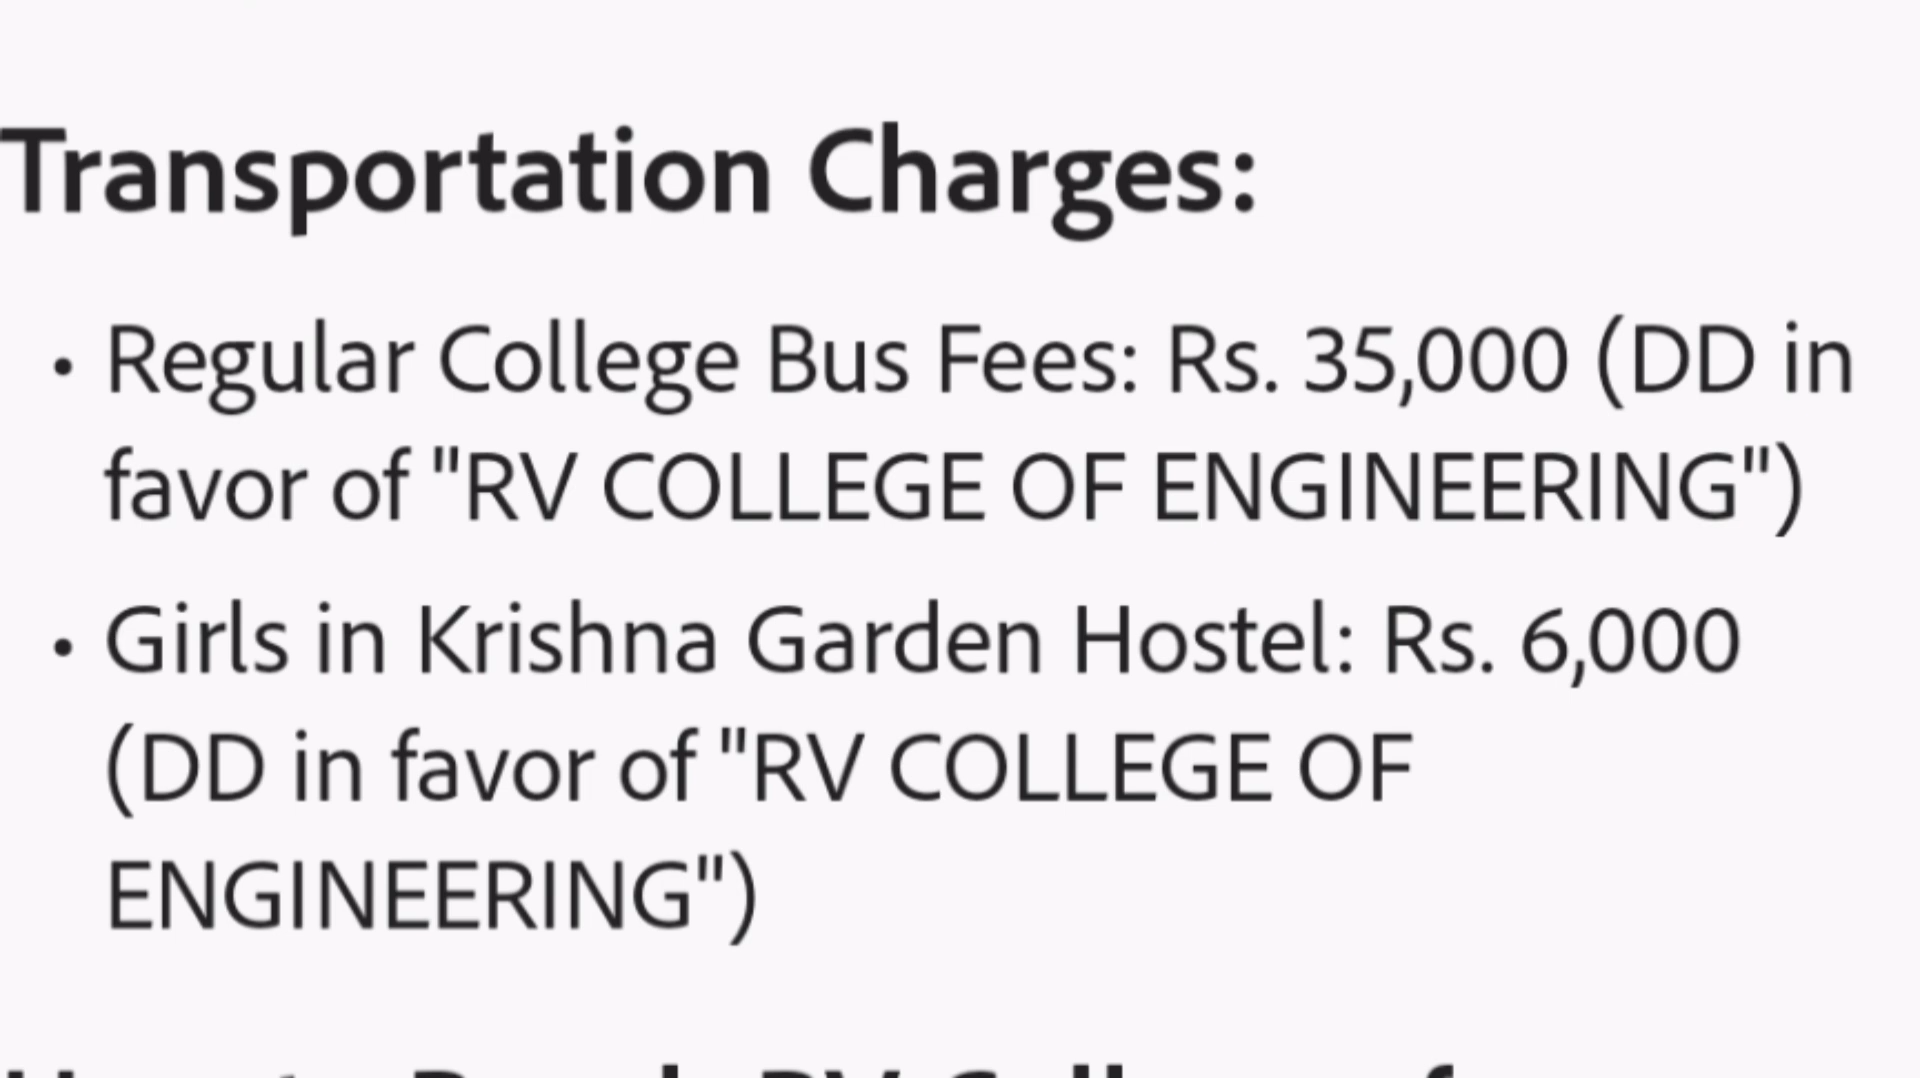 Transportation Charges:
• Regular College Bus Fees: Rs. 35,000 (DD in
favor of "RV COLLEGE OF ENGINEERING")
• Girls in Krishna Garden Hostel: Rs. 6,000
(DD in favor of "RV COLLEGE OF
ENGINEERING")